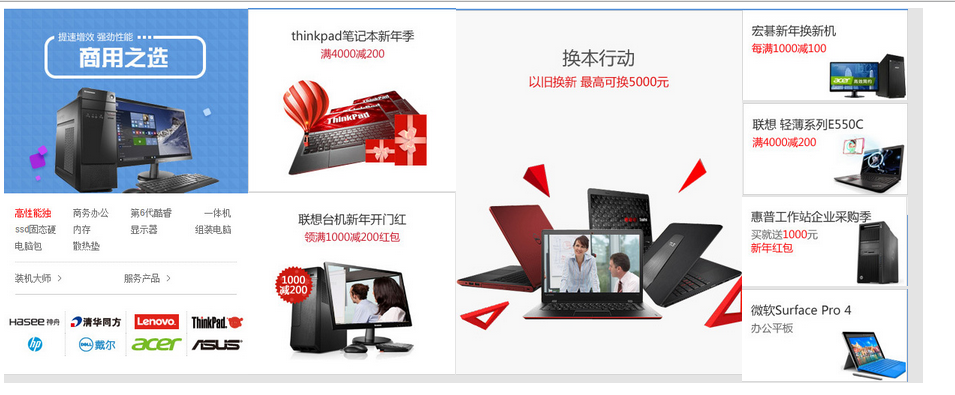 提速增效 强劲性能
商用之选
高性能独 商务办公 第6代酷睿 一体机
ssd固态硬 内存 显示器 组装电脑
电脑包 散热垫
装机大师 >
服务产品 >
Hasee 神舟 清华同方 Lenovo. ThinkPad.
hp DELL 戴尔 acer ASUS
thinkpad笔记本新年季
满4000减200
ThinkPad
联想台机新年开门红
领满1000减200红包
1000
减200
换本行动
以旧换新 最高可换5000元
宏碁新年换新机
每满1000减100
acer
联想 轻薄系列E550C
满4000减200
惠普工作站企业采购季
买就送1000元
新年红包
微软Surface Pro 4
办公平板